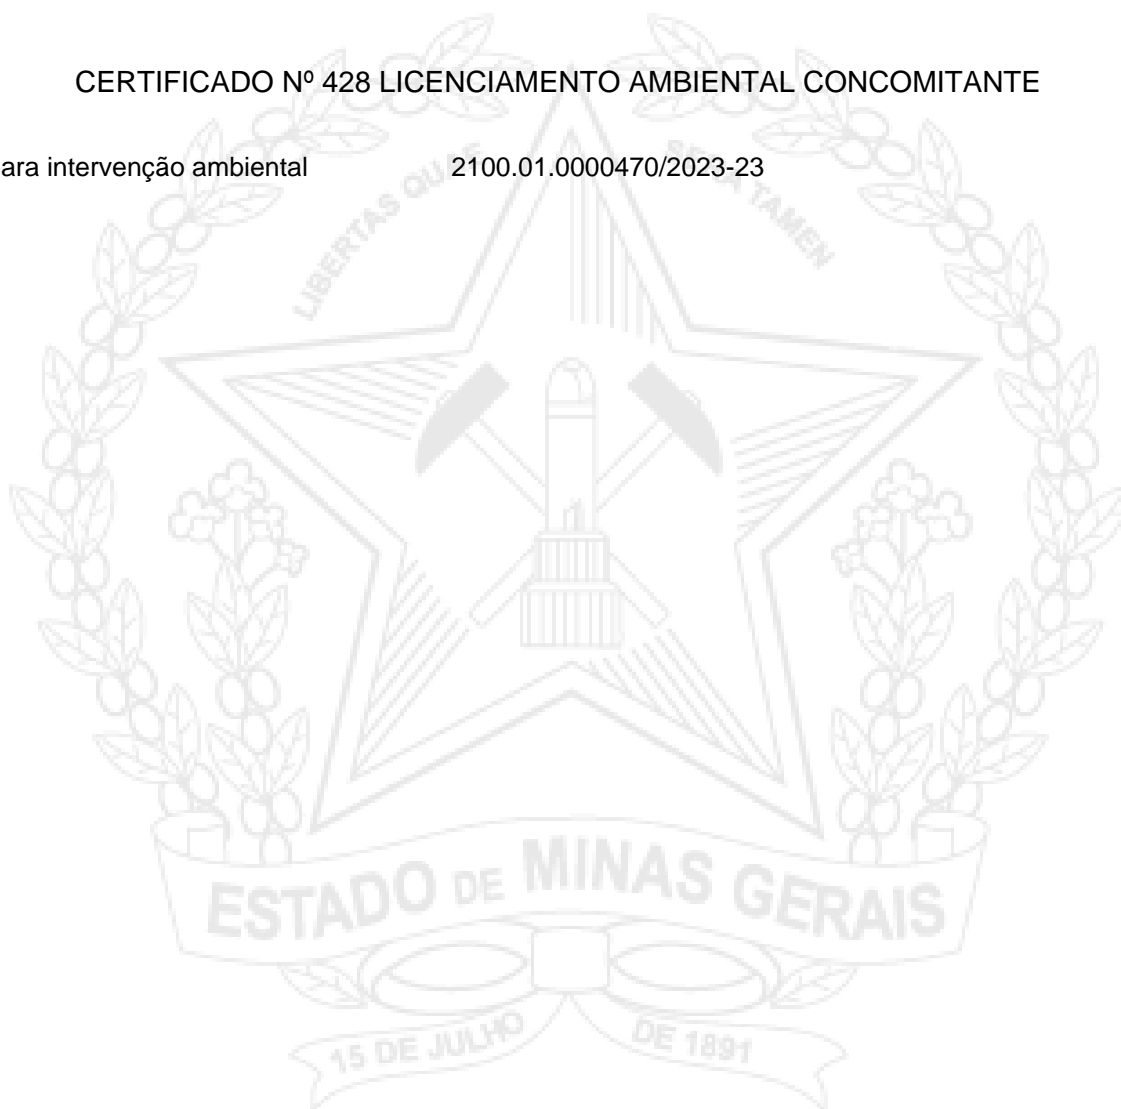 CERTIFICADO Nº 428 LICENCIAMENTO AMBIENTAL CONCOMITANTE
ara intervenção ambiental 2100.01.0000470/2023-23
LIBERTAS QUAE SERA TAMEN
ESTADO DE MINAS GERAIS
15 DE JULHO DE 1891